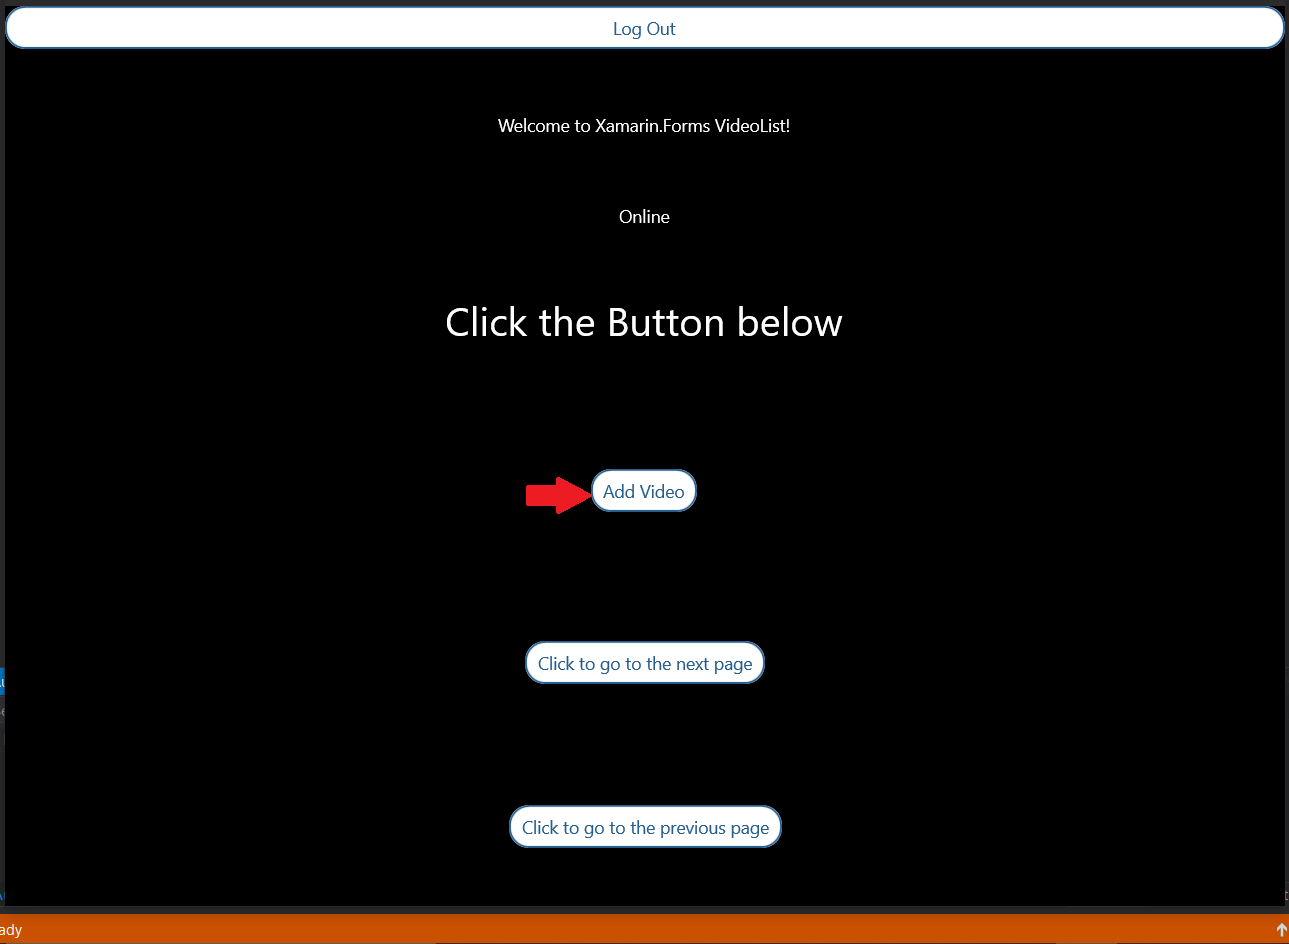 Log Out
Welcome to Xamarin.Forms VideoList!
Online
Click the Button below
Add Video
Click to go to the next page
Click to go to the previous page
ady